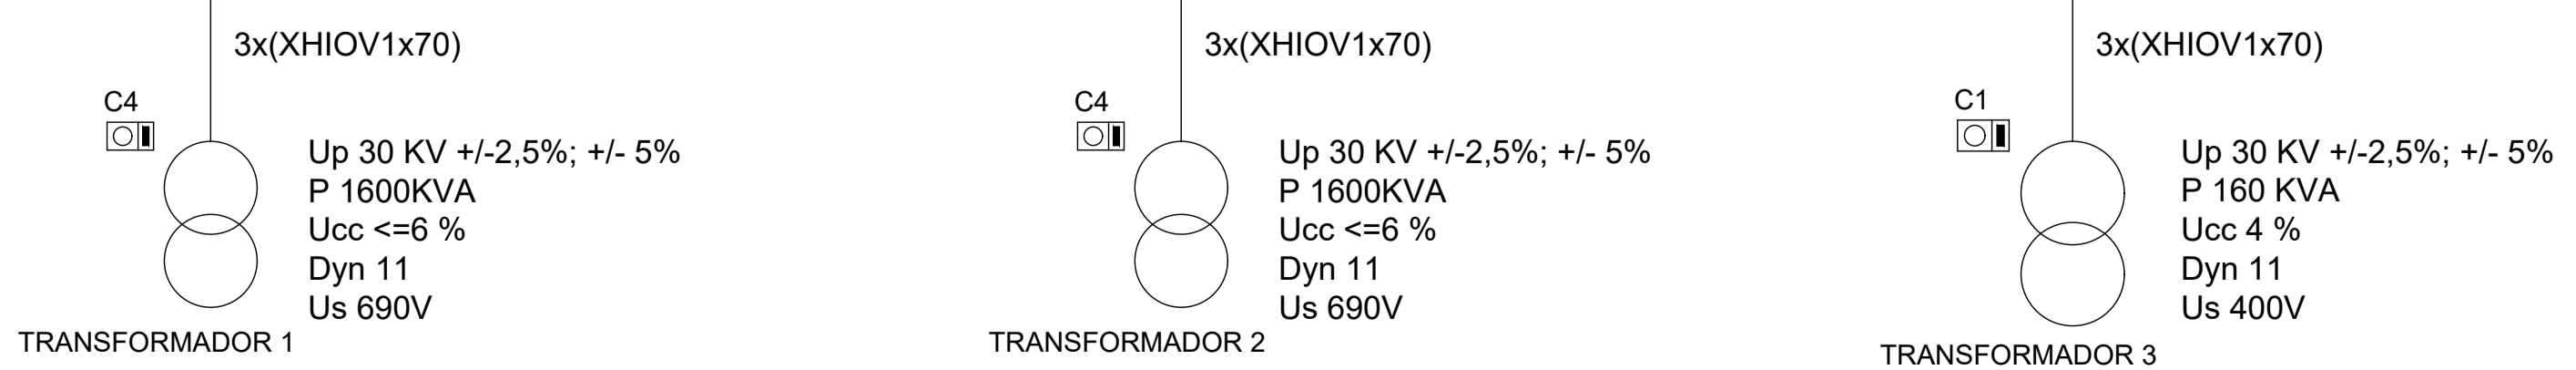 3x(XHIOV1x70)
C4
Up 30 KV +/-2,5%; +/- 5%
P 1600KVA
Ucc <=6 %
Dyn 11
Us 690V
TRANSFORMADOR 1
3x(XHIOV1x70)
C4
Up 30 KV +/-2,5%; +/- 5%
P 1600KVA
Ucc <=6 %
Dyn 11
Us 690V
TRANSFORMADOR 2
3x(XHIOV1x70)
C1
Up 30 KV +/-2,5%; +/- 5%
P 160 KVA
Ucc 4 %
Dyn 11
Us 400V
TRANSFORMADOR 3